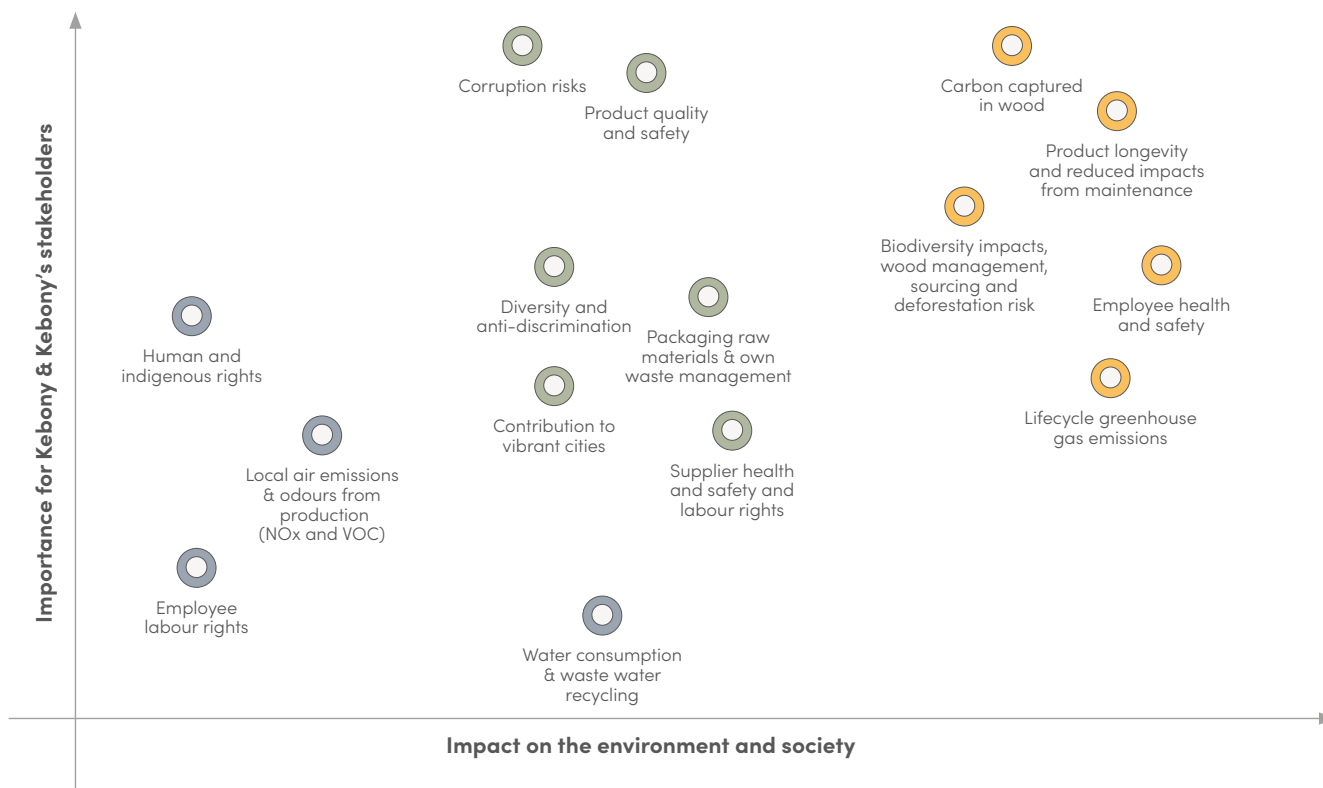 Importance for Kebony & Kebony's stakeholders
Corruption risks
Product quality
and safety
Carbon captured
in wood
Product longevity
and reduced impacts
from maintenance
Biodiversity impacts,
wood management,
sourcing and
deforestation risk
Employee health
and safety
Diversity and
anti-discrimination
Packaging raw
materials & own
waste management
Human and
indigenous rights
Lifecycle greenhouse
gas emissions
Contribution to
vibrant cities
Supplier health
and safety and
labour rights
Local air emissions
& odours from
production
(NOx and VOC)
Employee
labour rights
Water consumption
& waste water
recycling
Impact on the environment and society